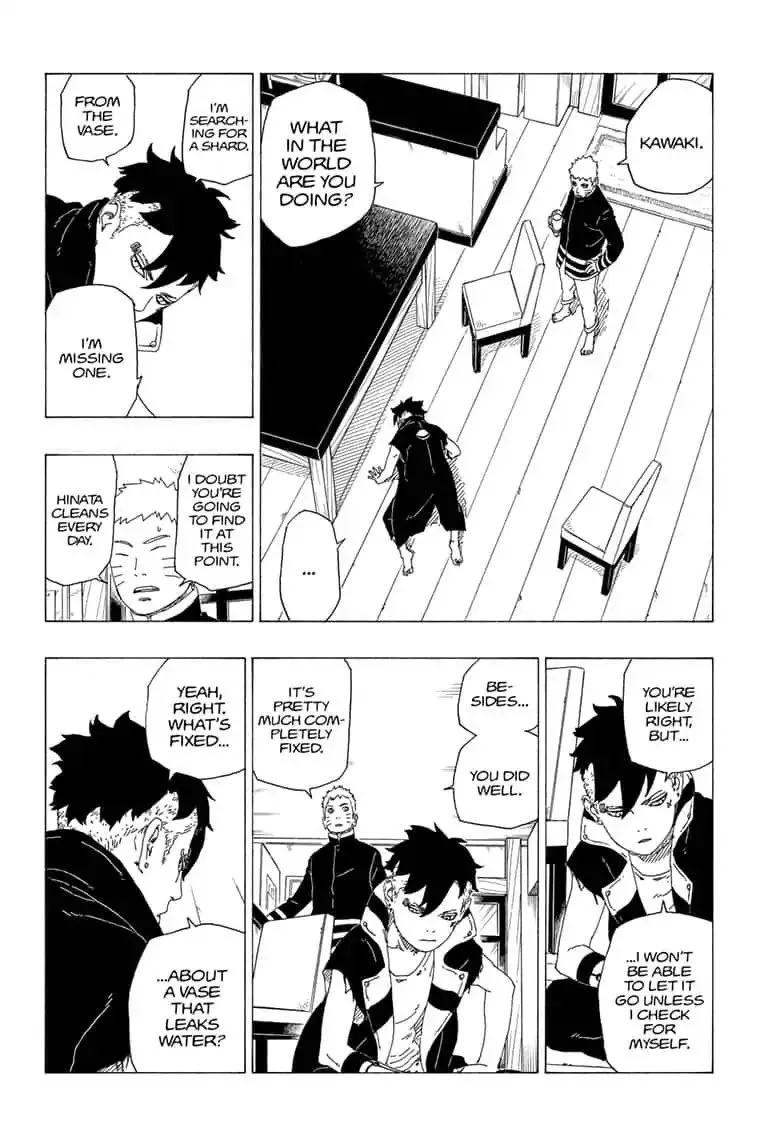 KAWAKI.
WHAT
IN THE
WORLD
ARE YOU
DOING?
...
I'M
SEARCH-
ING FOR
A SHARD.
FROM
THE
VASE.
I'M
MISSING
ONE.
I DOUBT
YOU'RE
GOING
TO FIND
IT AT
THIS
POINT.
HINATA
CLEANS
EVERY
DAY.
YOU'RE
LIKELY
RIGHT,
BUT...
...I WON'T
BE ABLE
TO LET IT
GO UNLESS
I CHECK
FOR
MYSELF.
BE-
SIDES...
YOU DID
WELL.
IT'S
PRETTY
MUCH COM-
PLETELY
FIXED.
YEAH,
RIGHT.
WHAT'S
FIXED...
...ABOUT
A VASE
THAT
LEAKS
WATER?